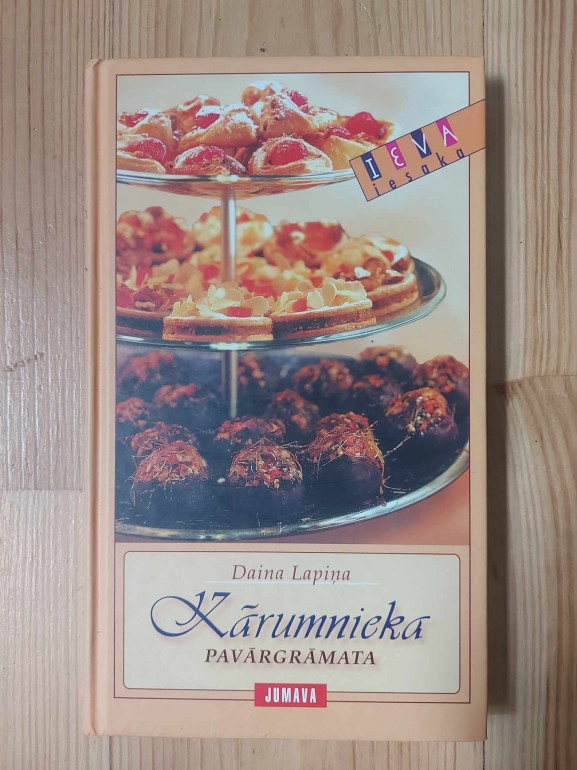 IEVA
iesaka
Daina Lapiņa
Kārumnieka
PAVĀRGRĀMATA
JUMAVA